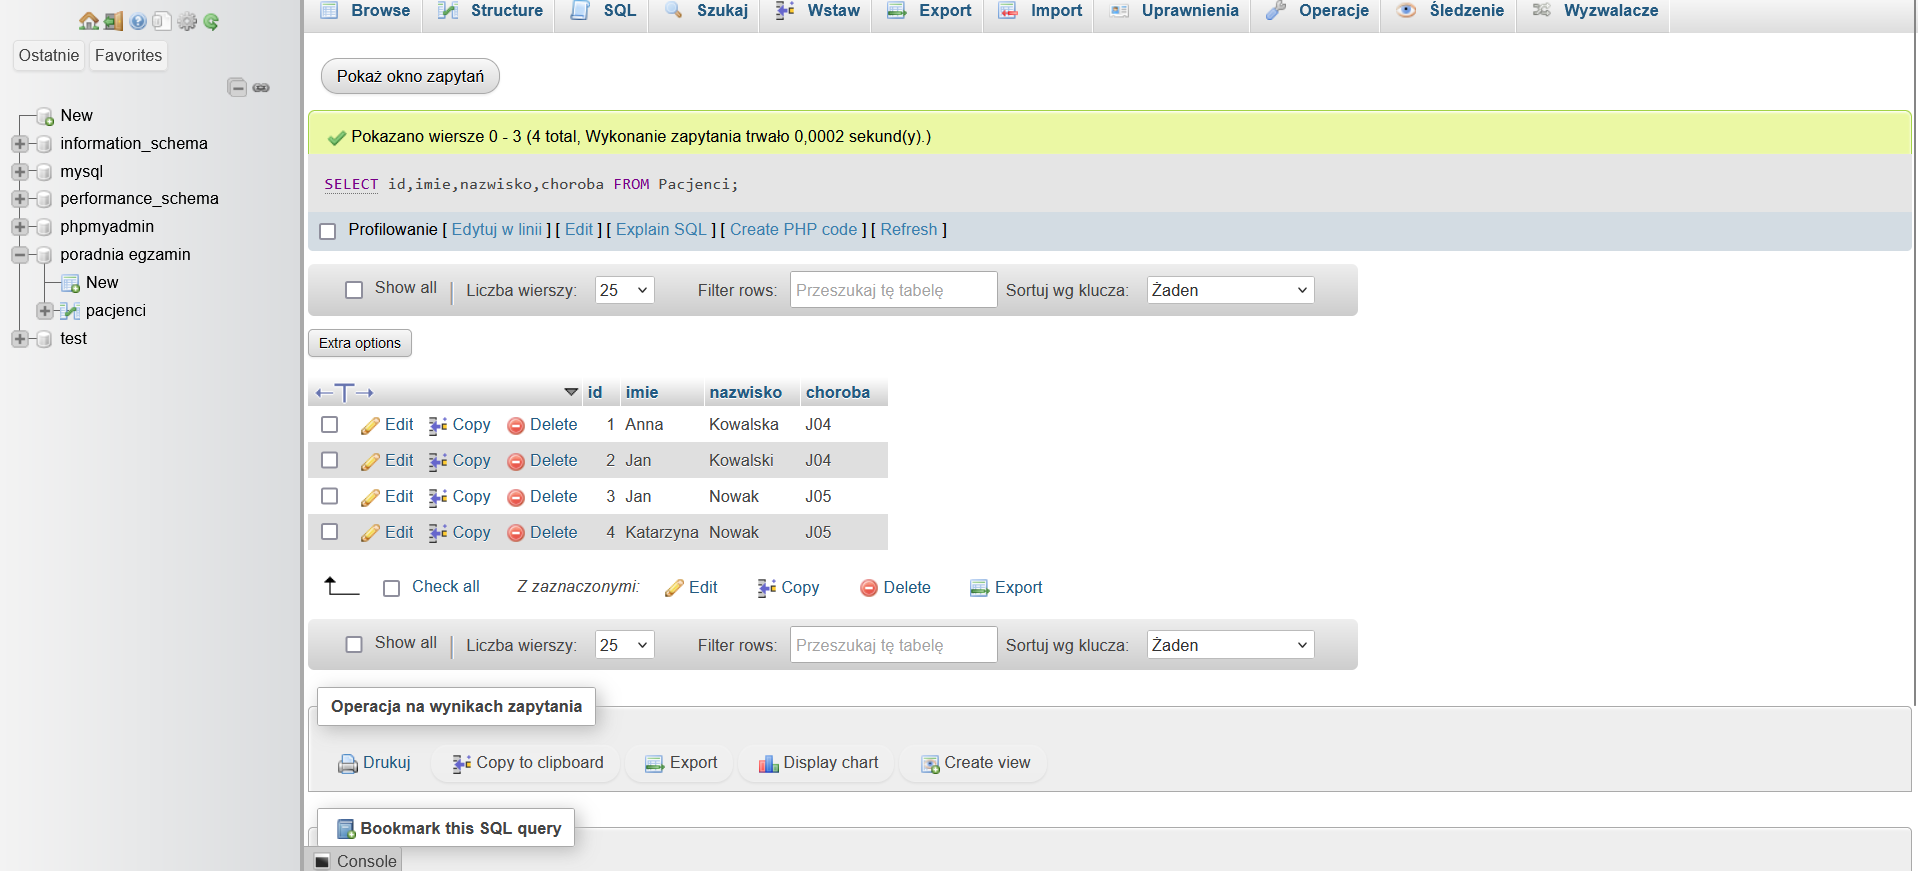 Browse Structure SQL Szukaj Wstaw Export Import Uprawnienia Operacje Śledzenie Wyzwalacze
Ostatnie Favorites
New
information_schema
mysql
performance_schema
phpmyadmin
poradnia egzamin
New
pacjenci
test
Pokaż okno zapytań
Pokazano wiersze 0 - 3 (4 total, Wykonanie zapytania trwało 0,0002 sekund(y).)
SELECT id,imie,nazwisko,choroba FROM Pacjenci;
Profilowanie [ Edytuj w linii ] [ Edit ] [ Explain SQL ] [ Create PHP code ] [ Refresh ]
Show all Liczba wierszy: 25 Filter rows: Przeszukaj tę tabelę Sortuj wg klucza: Żaden
Extra options
id imie nazwisko choroba
Edit Copy Delete 1 Anna Kowalska J04
Edit Copy Delete 2 Jan Kowalski J04
Edit Copy Delete 3 Jan Nowak J05
Edit Copy Delete 4 Katarzyna Nowak J05
Check all Z zaznaczonymi: Edit Copy Delete Export
Show all Liczba wierszy: 25 Filter rows: Przeszukaj tę tabelę Sortuj wg klucza: Żaden
Operacja na wynikach zapytania
Drukuj Copy to clipboard Export Display chart Create view
Bookmark this SQL query
Console